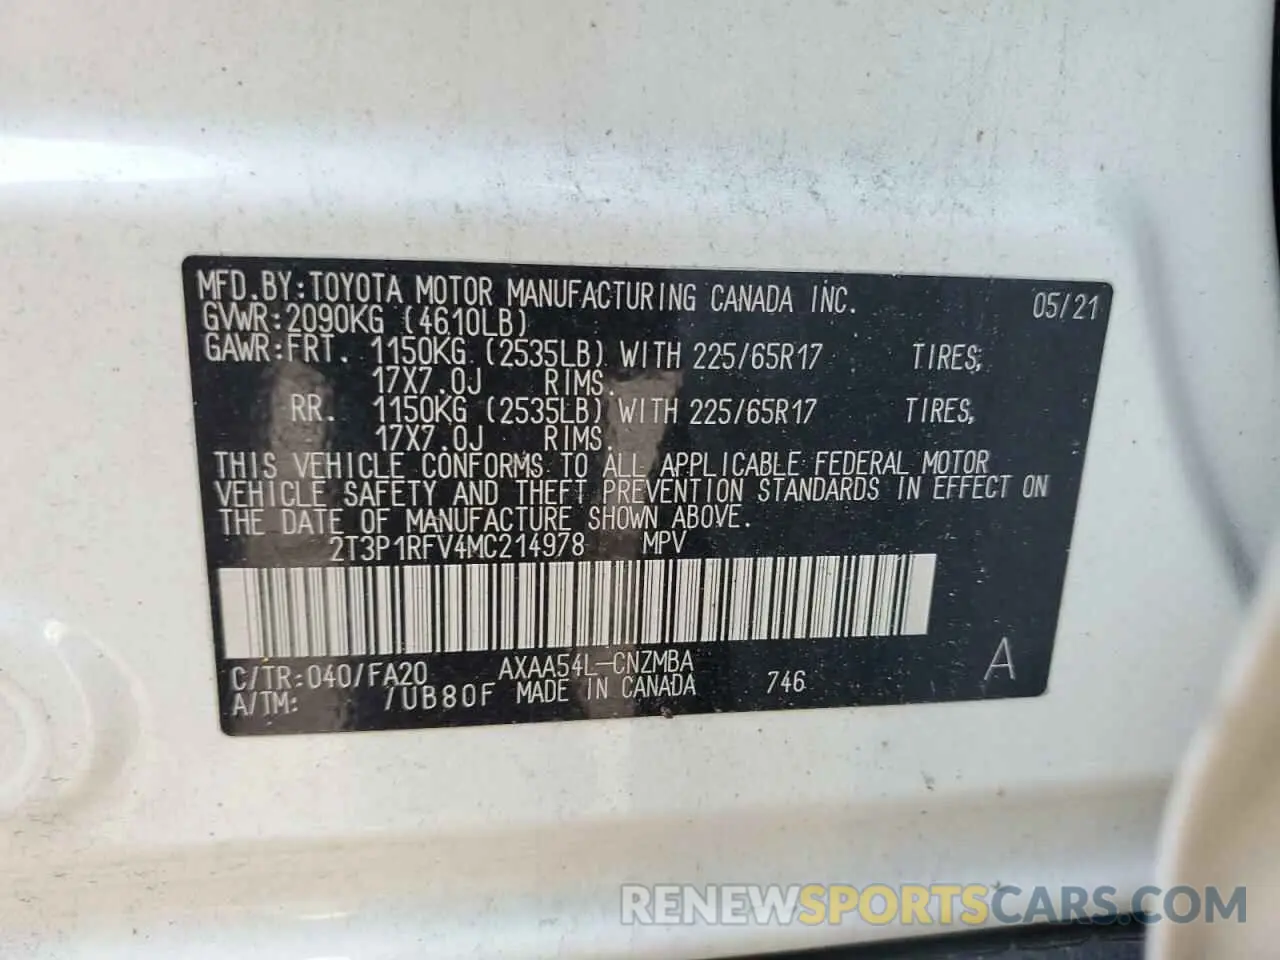 MFD.BY:TOYOTA MOTOR MANUFACTURING CANADA INC. 05/21
GVWR:2090KG (4610LB)
GAWR:FRT. 1150KG (2535LB) WITH 225/65R17 TIRES,
17X7.0J RIMS.
RR. 1150KG (2535LB) WITH 225/65R17 TIRES,
17X7.0J RIMS.
THIS VEHICLE CONFORMS TO ALL APPLICABLE FEDERAL MOTOR
VEHICLE SAFETY AND THEFT PREVENTION STANDARDS IN EFFECT ON
THE DATE OF MANUFACTURE SHOWN ABOVE.
2T3P1RFV4MC214978 MPV
C/TR:040/FA20 AXAA54L-CNZMBA A
A/TM: /UB80F MADE IN CANADA 746
RENEWSPORTSCARS.COM